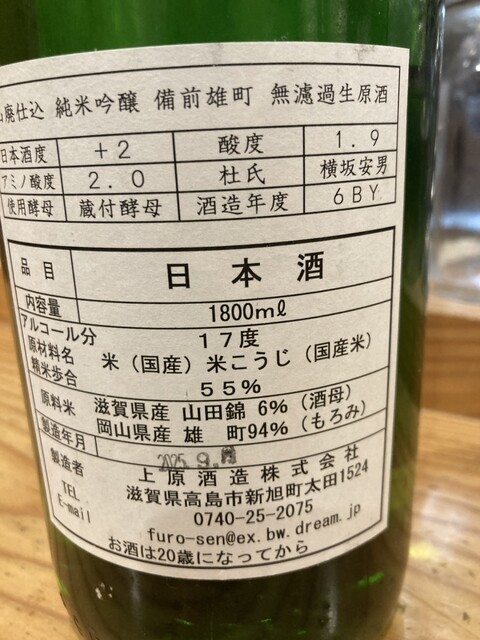 廃仕込 純米吟醸 備前雄町 無濾過生原酒
日本酒度 +2 酸度 1.9
アミノ酸度 2.0 杜氏 横坂安男
使用酵母 蔵付酵母 酒造年度 6BY
品目 日本酒
内容量 1800mℓ
アルコール分 17度
原材料名 米(国産)米こうじ(国産米)
精米歩合 55%
原料米 滋賀県産 山田錦 6%(酒母)
岡山県産 雄 町94%(もろみ)
製造年月 2025.9.
製造者 上原酒造株式会社
滋賀県高島市新旭町太田1524
TEL 0740-25-2075
E-mail furo-sen@ex.bw.dream.jp
お酒は20歳になってから